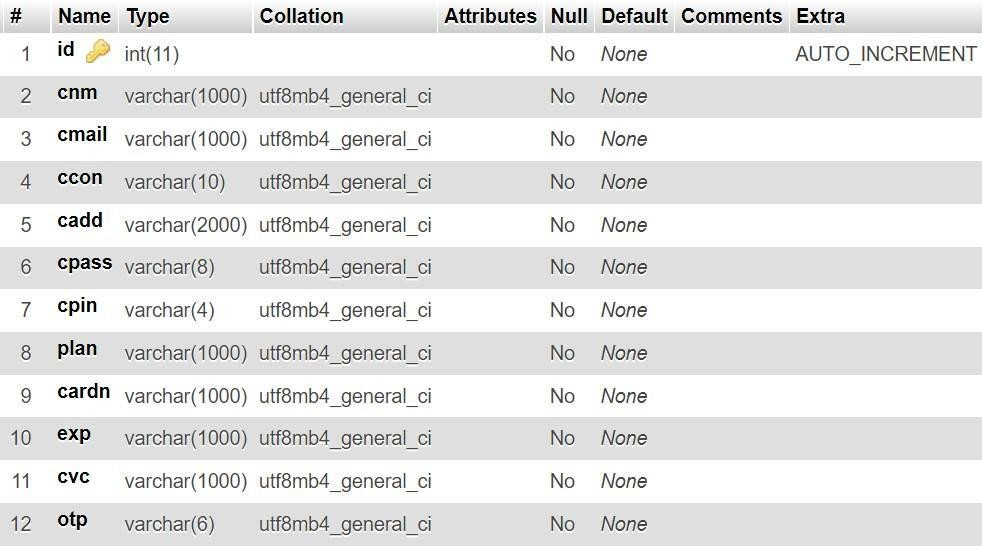 # Name Type Collation Attributes Null Default Comments Extra
1 id int(11) No None AUTO_INCREMENT
2 cnm varchar(1000) utf8mb4_general_ci No None
3 cmail varchar(1000) utf8mb4_general_ci No None
4 ccon varchar(10) utf8mb4_general_ci No None
5 cadd varchar(2000) utf8mb4_general_ci No None
6 cpass varchar(8) utf8mb4_general_ci No None
7 cpin varchar(4) utf8mb4_general_ci No None
8 plan varchar(1000) utf8mb4_general_ci No None
9 cardn varchar(1000) utf8mb4_general_ci No None
10 exp varchar(1000) utf8mb4_general_ci No None
11 cvc varchar(1000) utf8mb4_general_ci No None
12 otp varchar(6) utf8mb4_general_ci No None